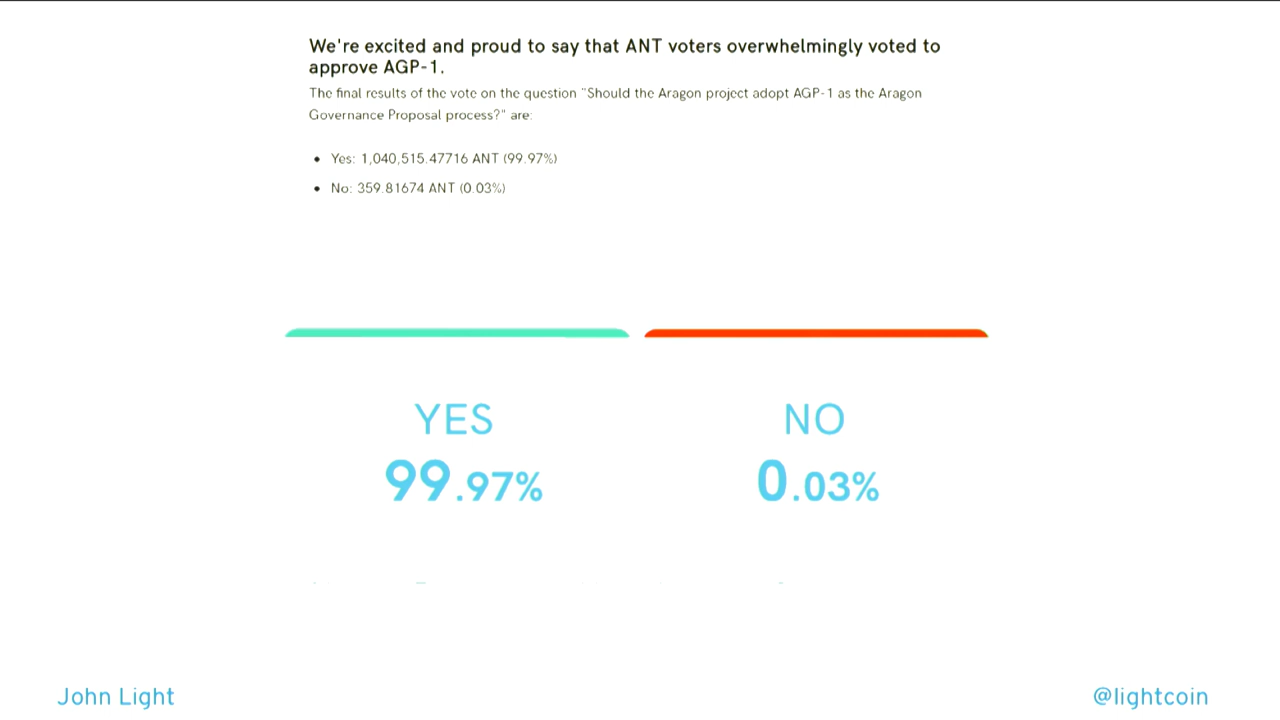 We're excited and proud to say that ANT voters overwhelmingly voted to
approve AGP-1.
The final results of the vote on the question "Should the Aragon project adopt AGP-1 as the Aragon
Governance Proposal process?" are:
• Yes: 1,040,515.47716 ANT (99.97%)
• No: 359.81674 ANT (0.03%)
YES NO
99.97% 0.03%
John Light @lightcoin